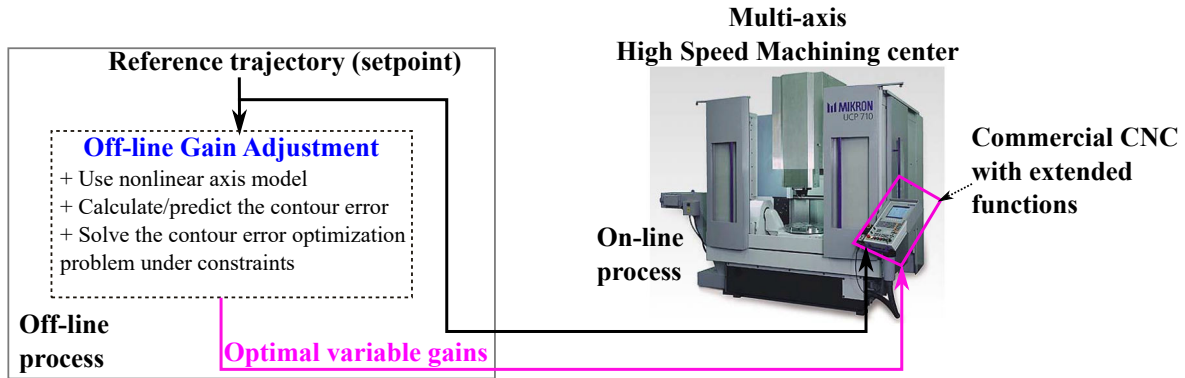 Multi-axis
High Speed Machining center
Reference trajectory (setpoint)
MIKRON
UCP 710
Off-line Gain Adjustment
+ Use nonlinear axis model
+ Calculate/predict the contour error
+ Solve the contour error optimization
problem under constraints
Commercial CNC
with extended
functions
On-line
process
Off-line
process
Optimal variable gains